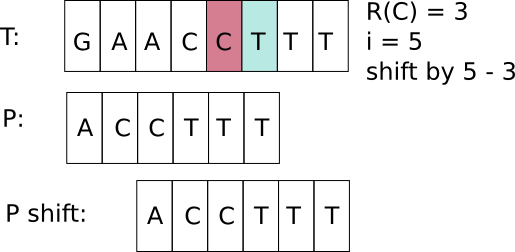 T: G A A C C T T T
R(C) = 3
i = 5
shift by 5 - 3
P: A C C T T T
P shift: A C C T T T